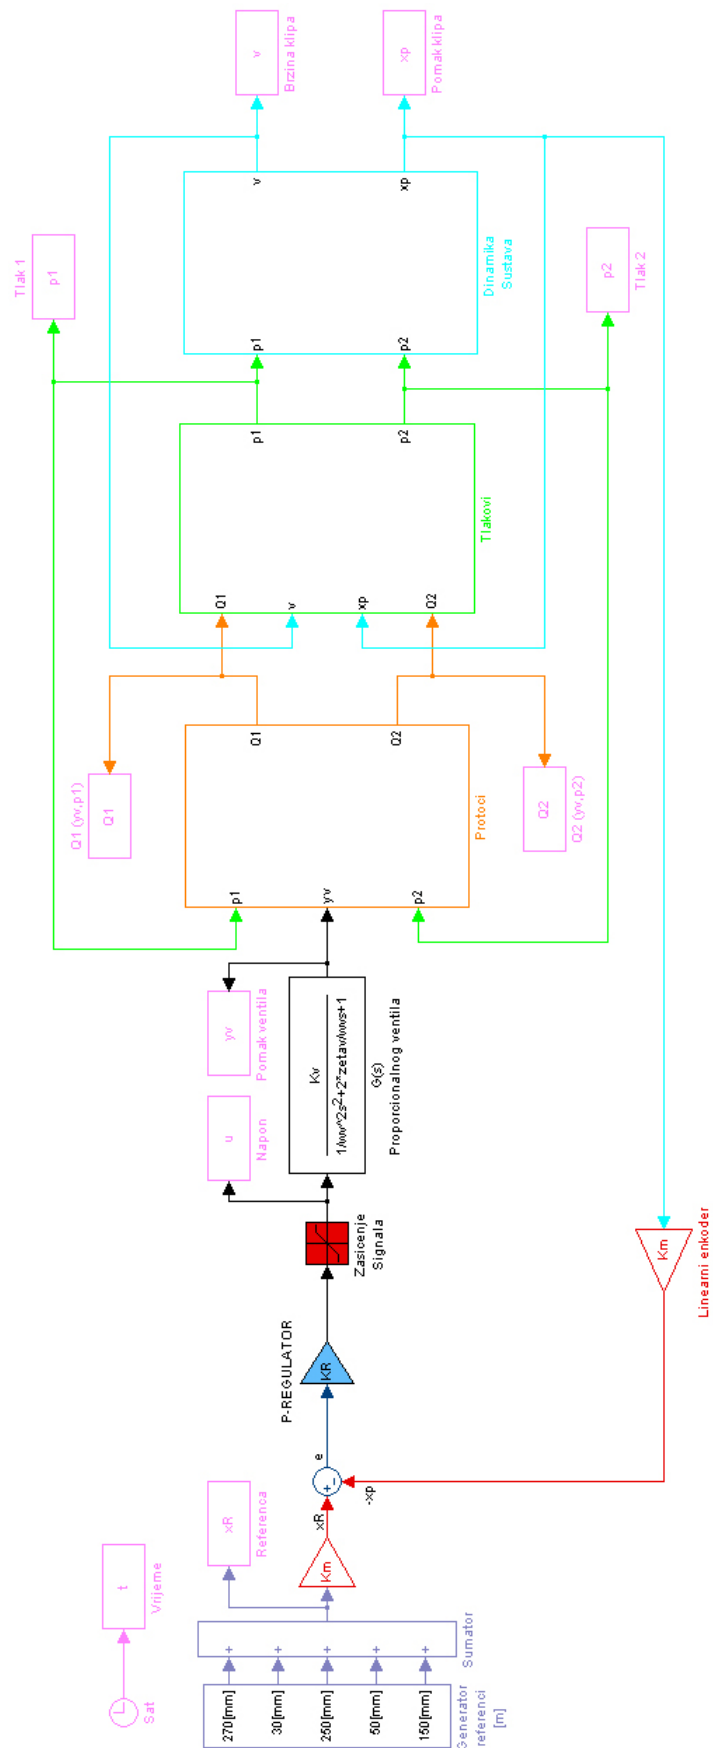 Sat
t
Vrijeme
270[mm]
30[mm]
250[mm]
50[mm]
150[mm]
Generator
referenci
[m]
+
+
+
+
+
Sumator
xR
Referenca
Km
xR
+
-
-xp
e
P-REGULATOR
KR
Zasicenje
Signala
u
Napon
Kv
1/wv^2s²+2*zetav/wvs+1
G(s)
Proporcionalnog ventila
yv
Pomak ventila
p1
yv
p2
Q1
Q2
Protoci
Q1 (yv,p1)
Q1
Q2
Q2 (yv,p2)
Q1
v
xp
Q2
p1
p2
Tlakovi
Tlak 1
p1
p2
Tlak 2
p1
p2
v
xp
Dinamika
Sustava
v
Brzina klipa
xp
Pomak klipa
Km
Linearni enkoder